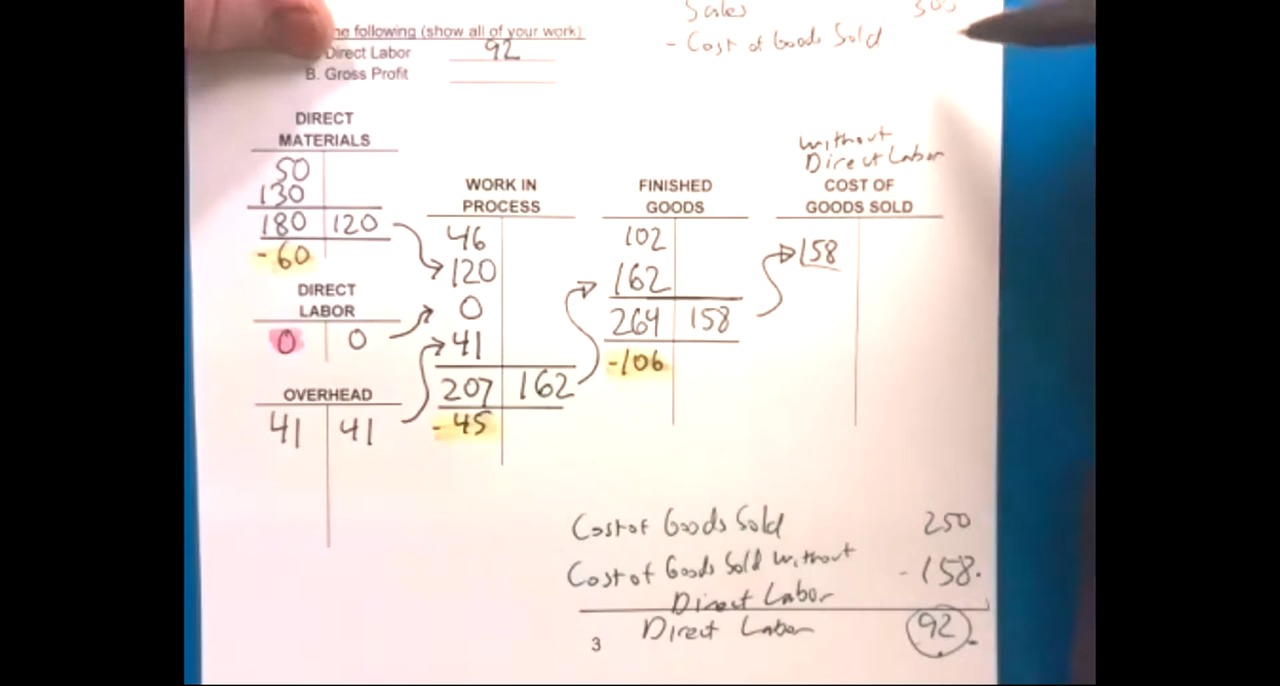 Sales
- Cost of Goods Sold
he following (show all of your work)
Direct Labor 92
B. Gross Profit
DIRECT
MATERIALS
50
130
180 120
- 60
DIRECT
LABOR
0 0
OVERHEAD
41 41
WORK IN
PROCESS
46
120
0
41
207 162
- 45
FINISHED
GOODS
102
162
264 158
-106
without
Direct Labor
COST OF
GOODS SOLD
158
Cost of Goods Sold 250
Cost of Goods Sold without - 158.
Direct Labor
Direct Labor 92
3